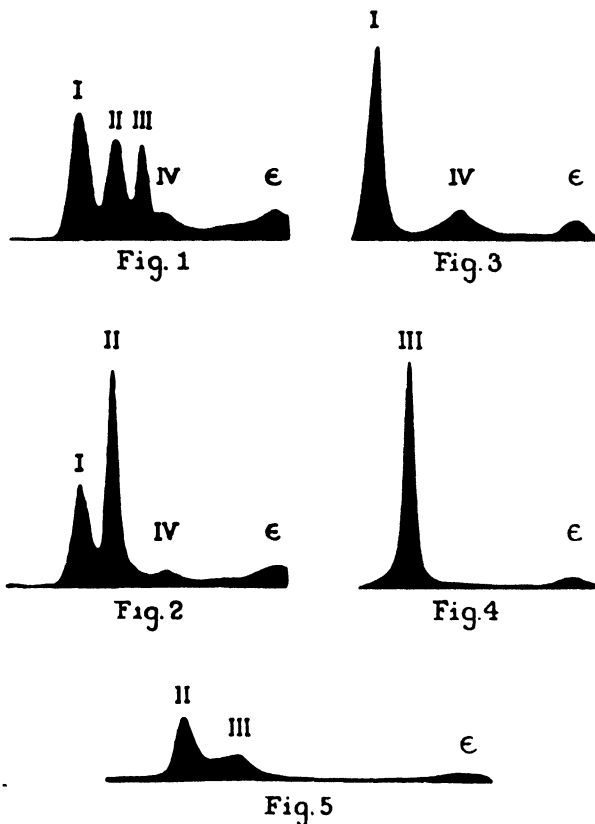 I
II III
IV
ϵ
Fig. 1
I
IV
ϵ
Fig. 3
II
I
IV
ϵ
Fig. 2
III
ϵ
Fig. 4
II
III
ϵ
Fig. 5